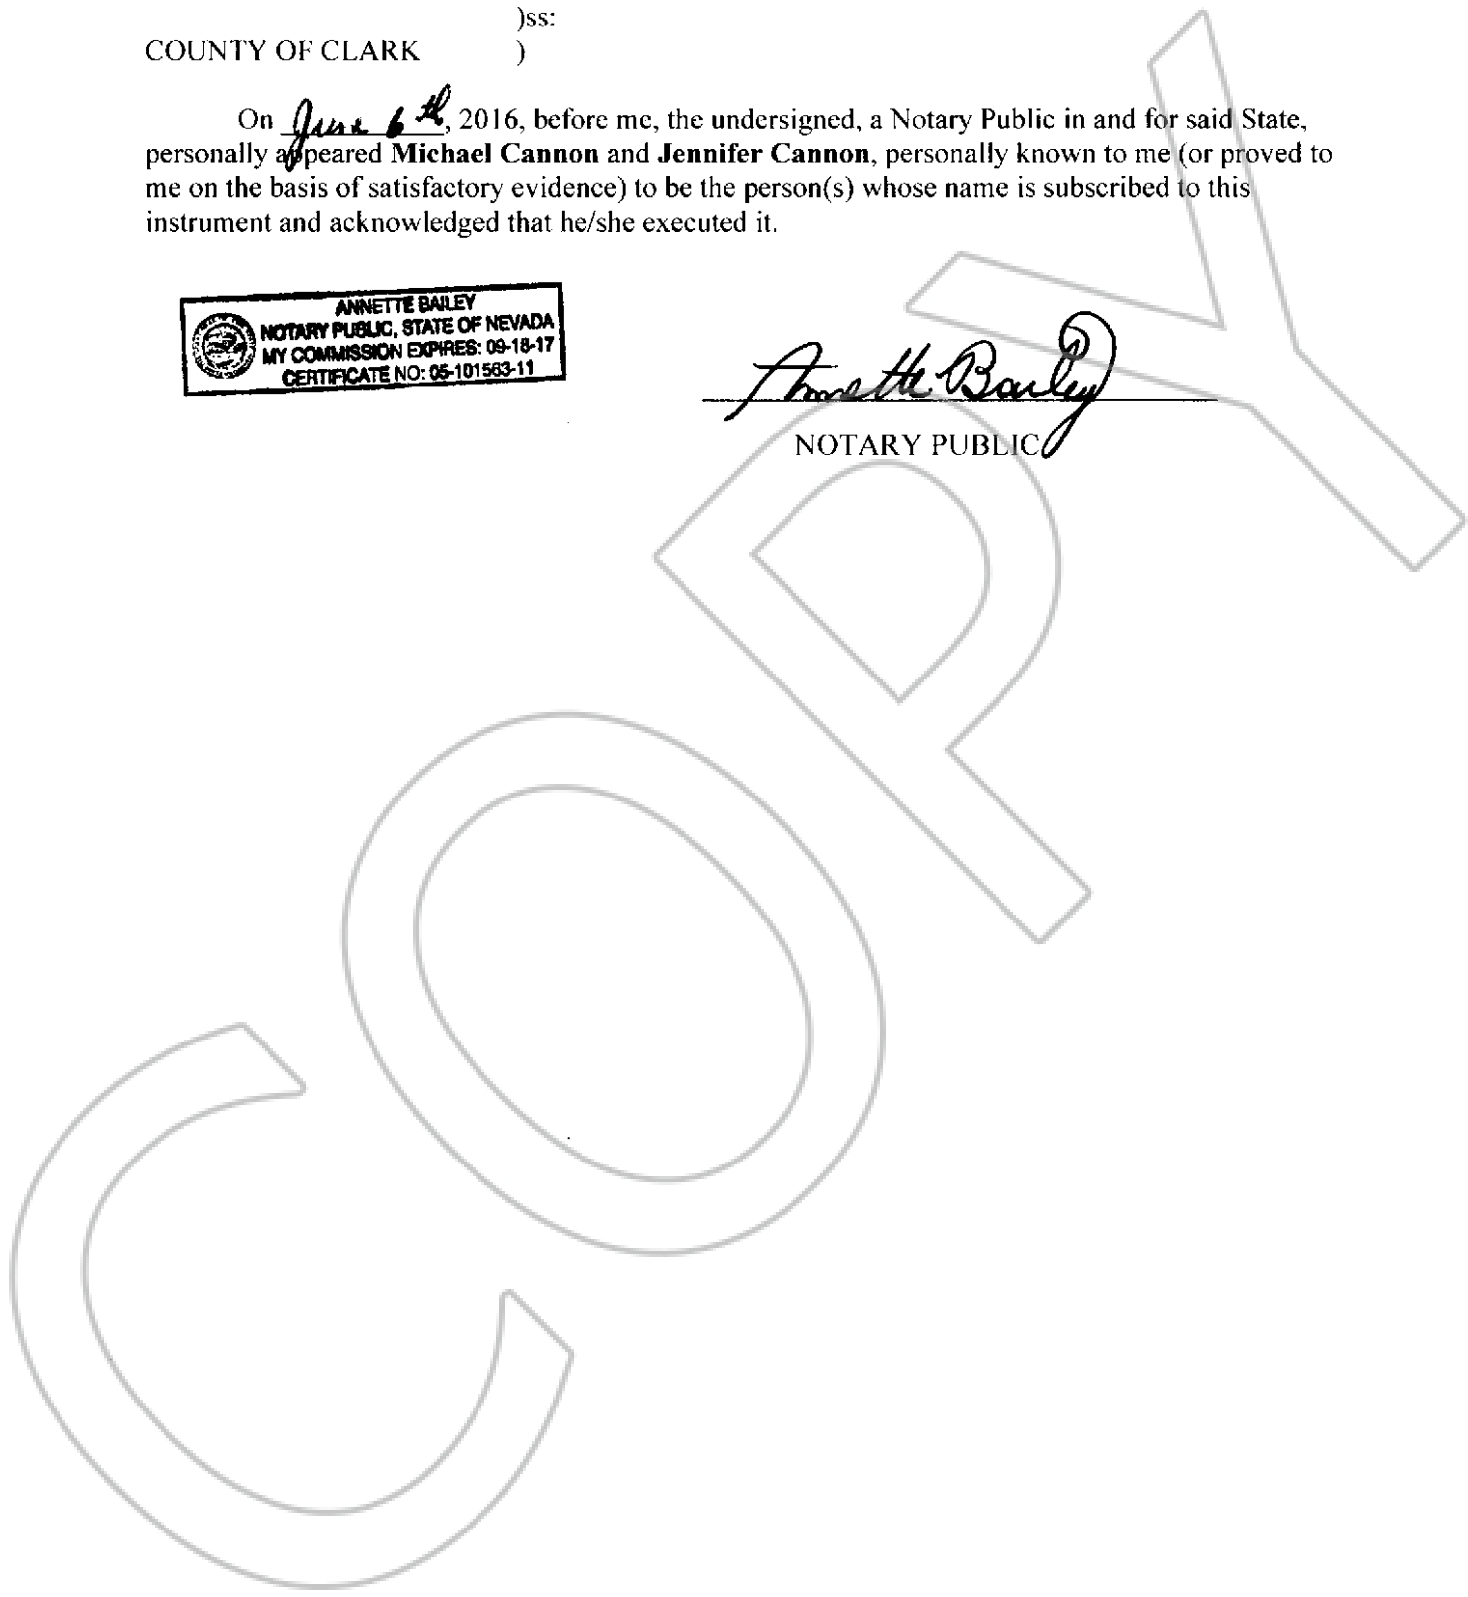 )ss:
COUNTY OF CLARK )
On June 6th, 2016, before me, the undersigned, a Notary Public in and for said State,
personally appeared Michael Cannon and Jennifer Cannon, personally known to me (or proved to
me on the basis of satisfactory evidence) to be the person(s) whose name is subscribed to this
instrument and acknowledged that he/she executed it.
ANNETTE BAILEY
NOTARY PUBLIC, STATE OF NEVADA
MY COMMISSION EXPIRES: 09-18-17
CERTIFICATE NO: 05-101563-11
Annette Bailey
NOTARY PUBLIC
COPY